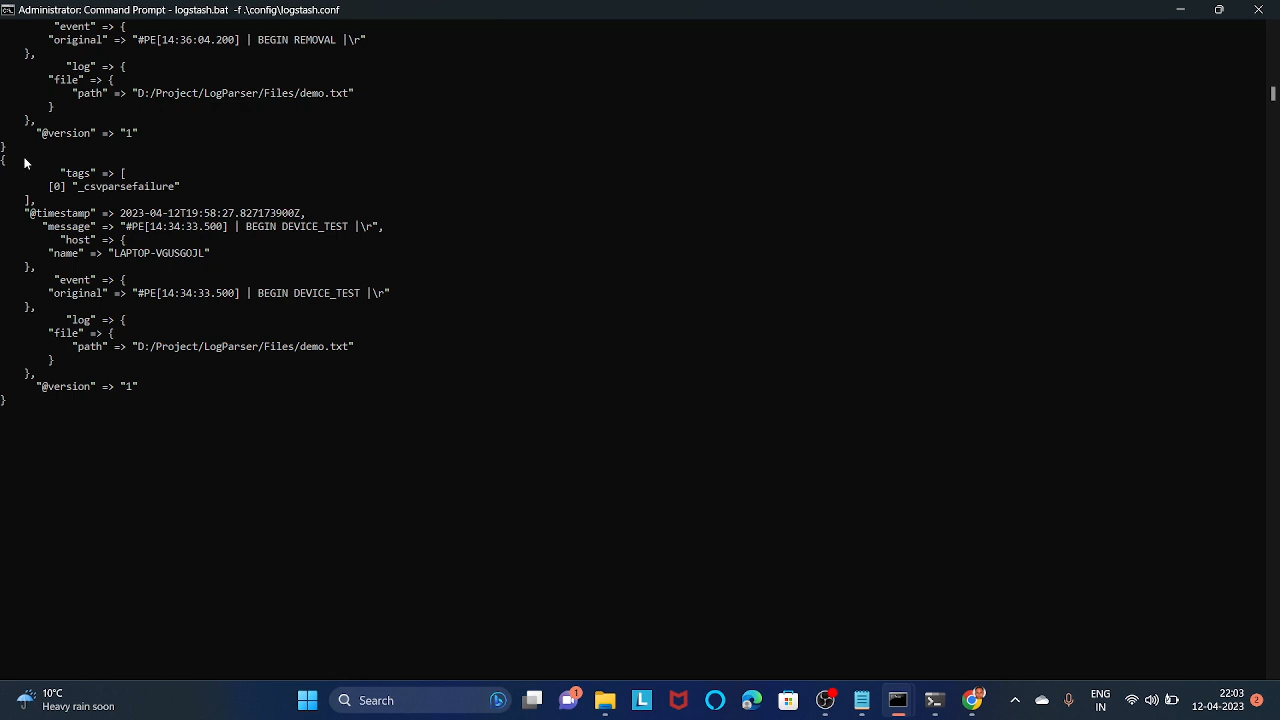 Administrator: Command Prompt - logstash.bat -f .\config\logstash.conf
"event" => {
"original" => "#PE[14:36:04.200] | BEGIN REMOVAL |\r"
},
"log" => {
"file" => {
"path" => "D:/Project/LogParser/Files/demo.txt"
}
},
"@version" => "1"
}
{
"tags" => [
[0] "_csvparsefailure"
],
"@timestamp" => 2023-04-12T19:58:27.827173900Z,
"message" => "#PE[14:34:33.500] | BEGIN DEVICE_TEST |\r",
"host" => {
"name" => "LAPTOP-VGUSGOJL"
},
"event" => {
"original" => "#PE[14:34:33.500] | BEGIN DEVICE_TEST |\r"
},
"log" => {
"file" => {
"path" => "D:/Project/LogParser/Files/demo.txt"
}
},
"@version" => "1"
}
10°C
Heavy rain soon
Search
1
L
ENG
IN
22:03
12-04-2023
2